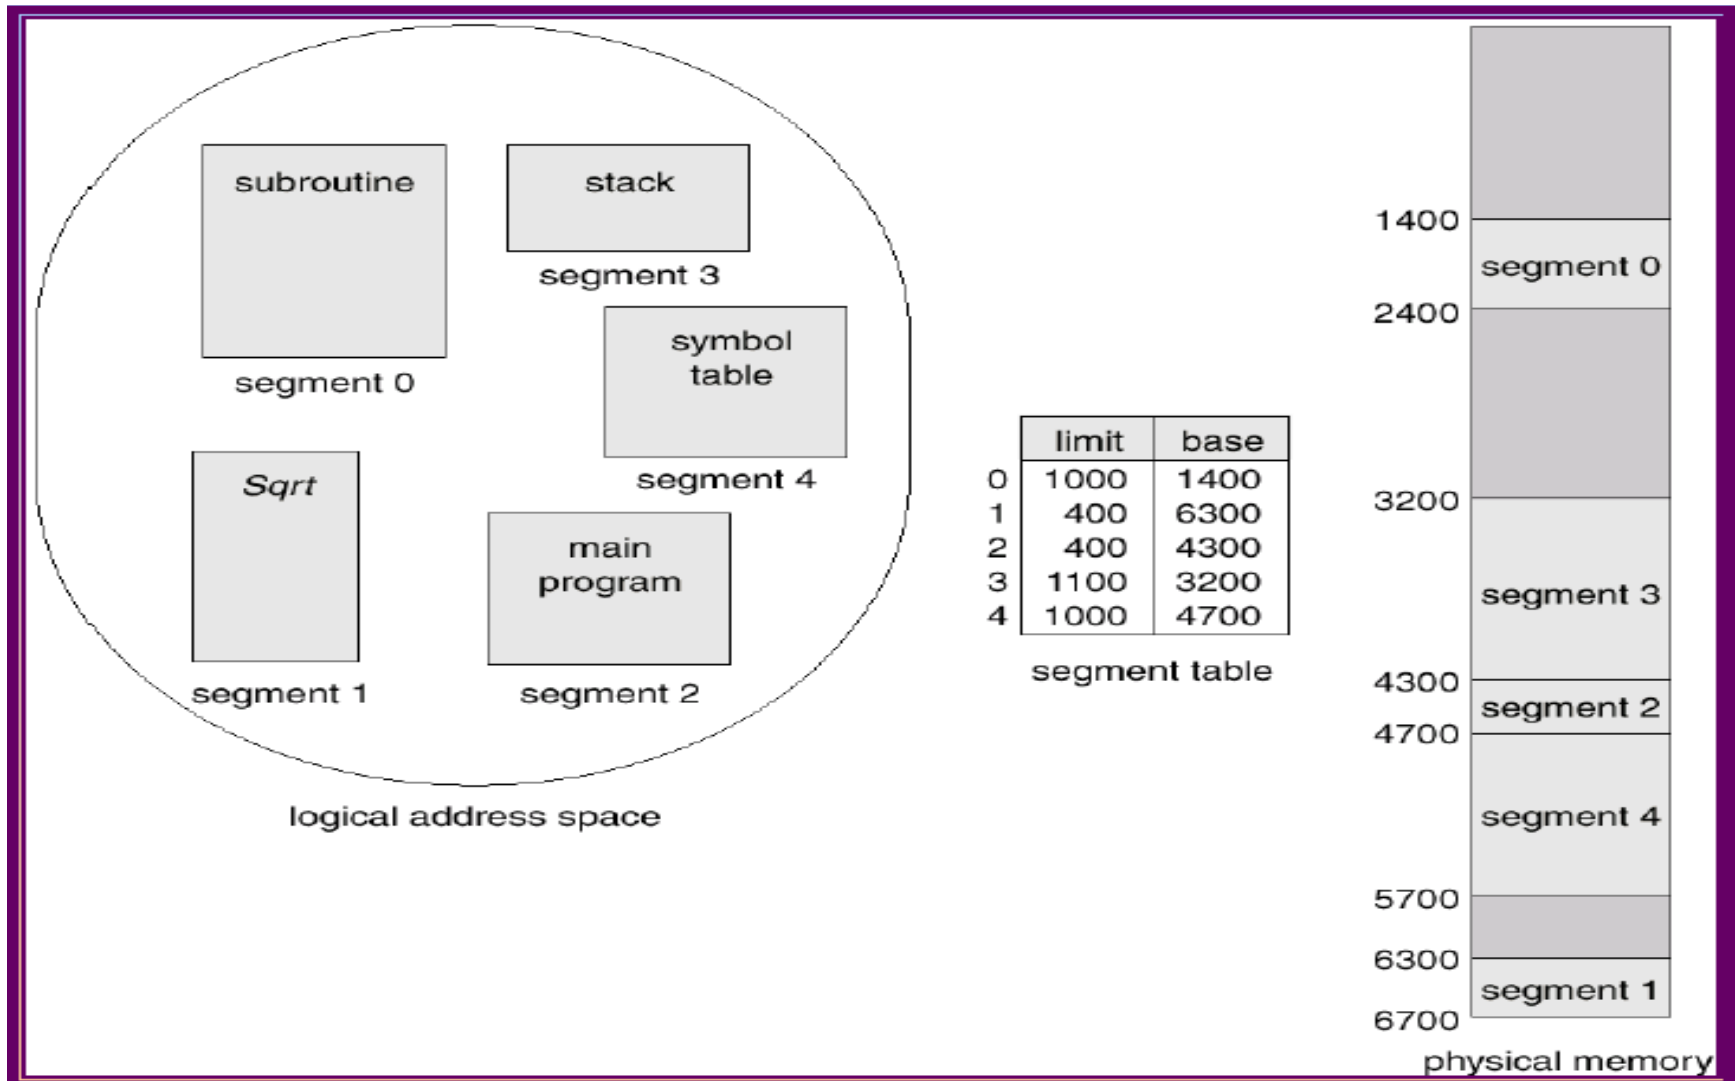 subroutine
segment 0
stack
segment 3
symbol
table
segment 4
Sqrt
segment 1
main
program
segment 2
logical address space
limit base
0 1000 1400
1 400 6300
2 400 4300
3 1100 3200
4 1000 4700
segment table
1400
segment 0
2400
3200
segment 3
4300
segment 2
4700
segment 4
5700
6300
segment 1
6700
physical memory